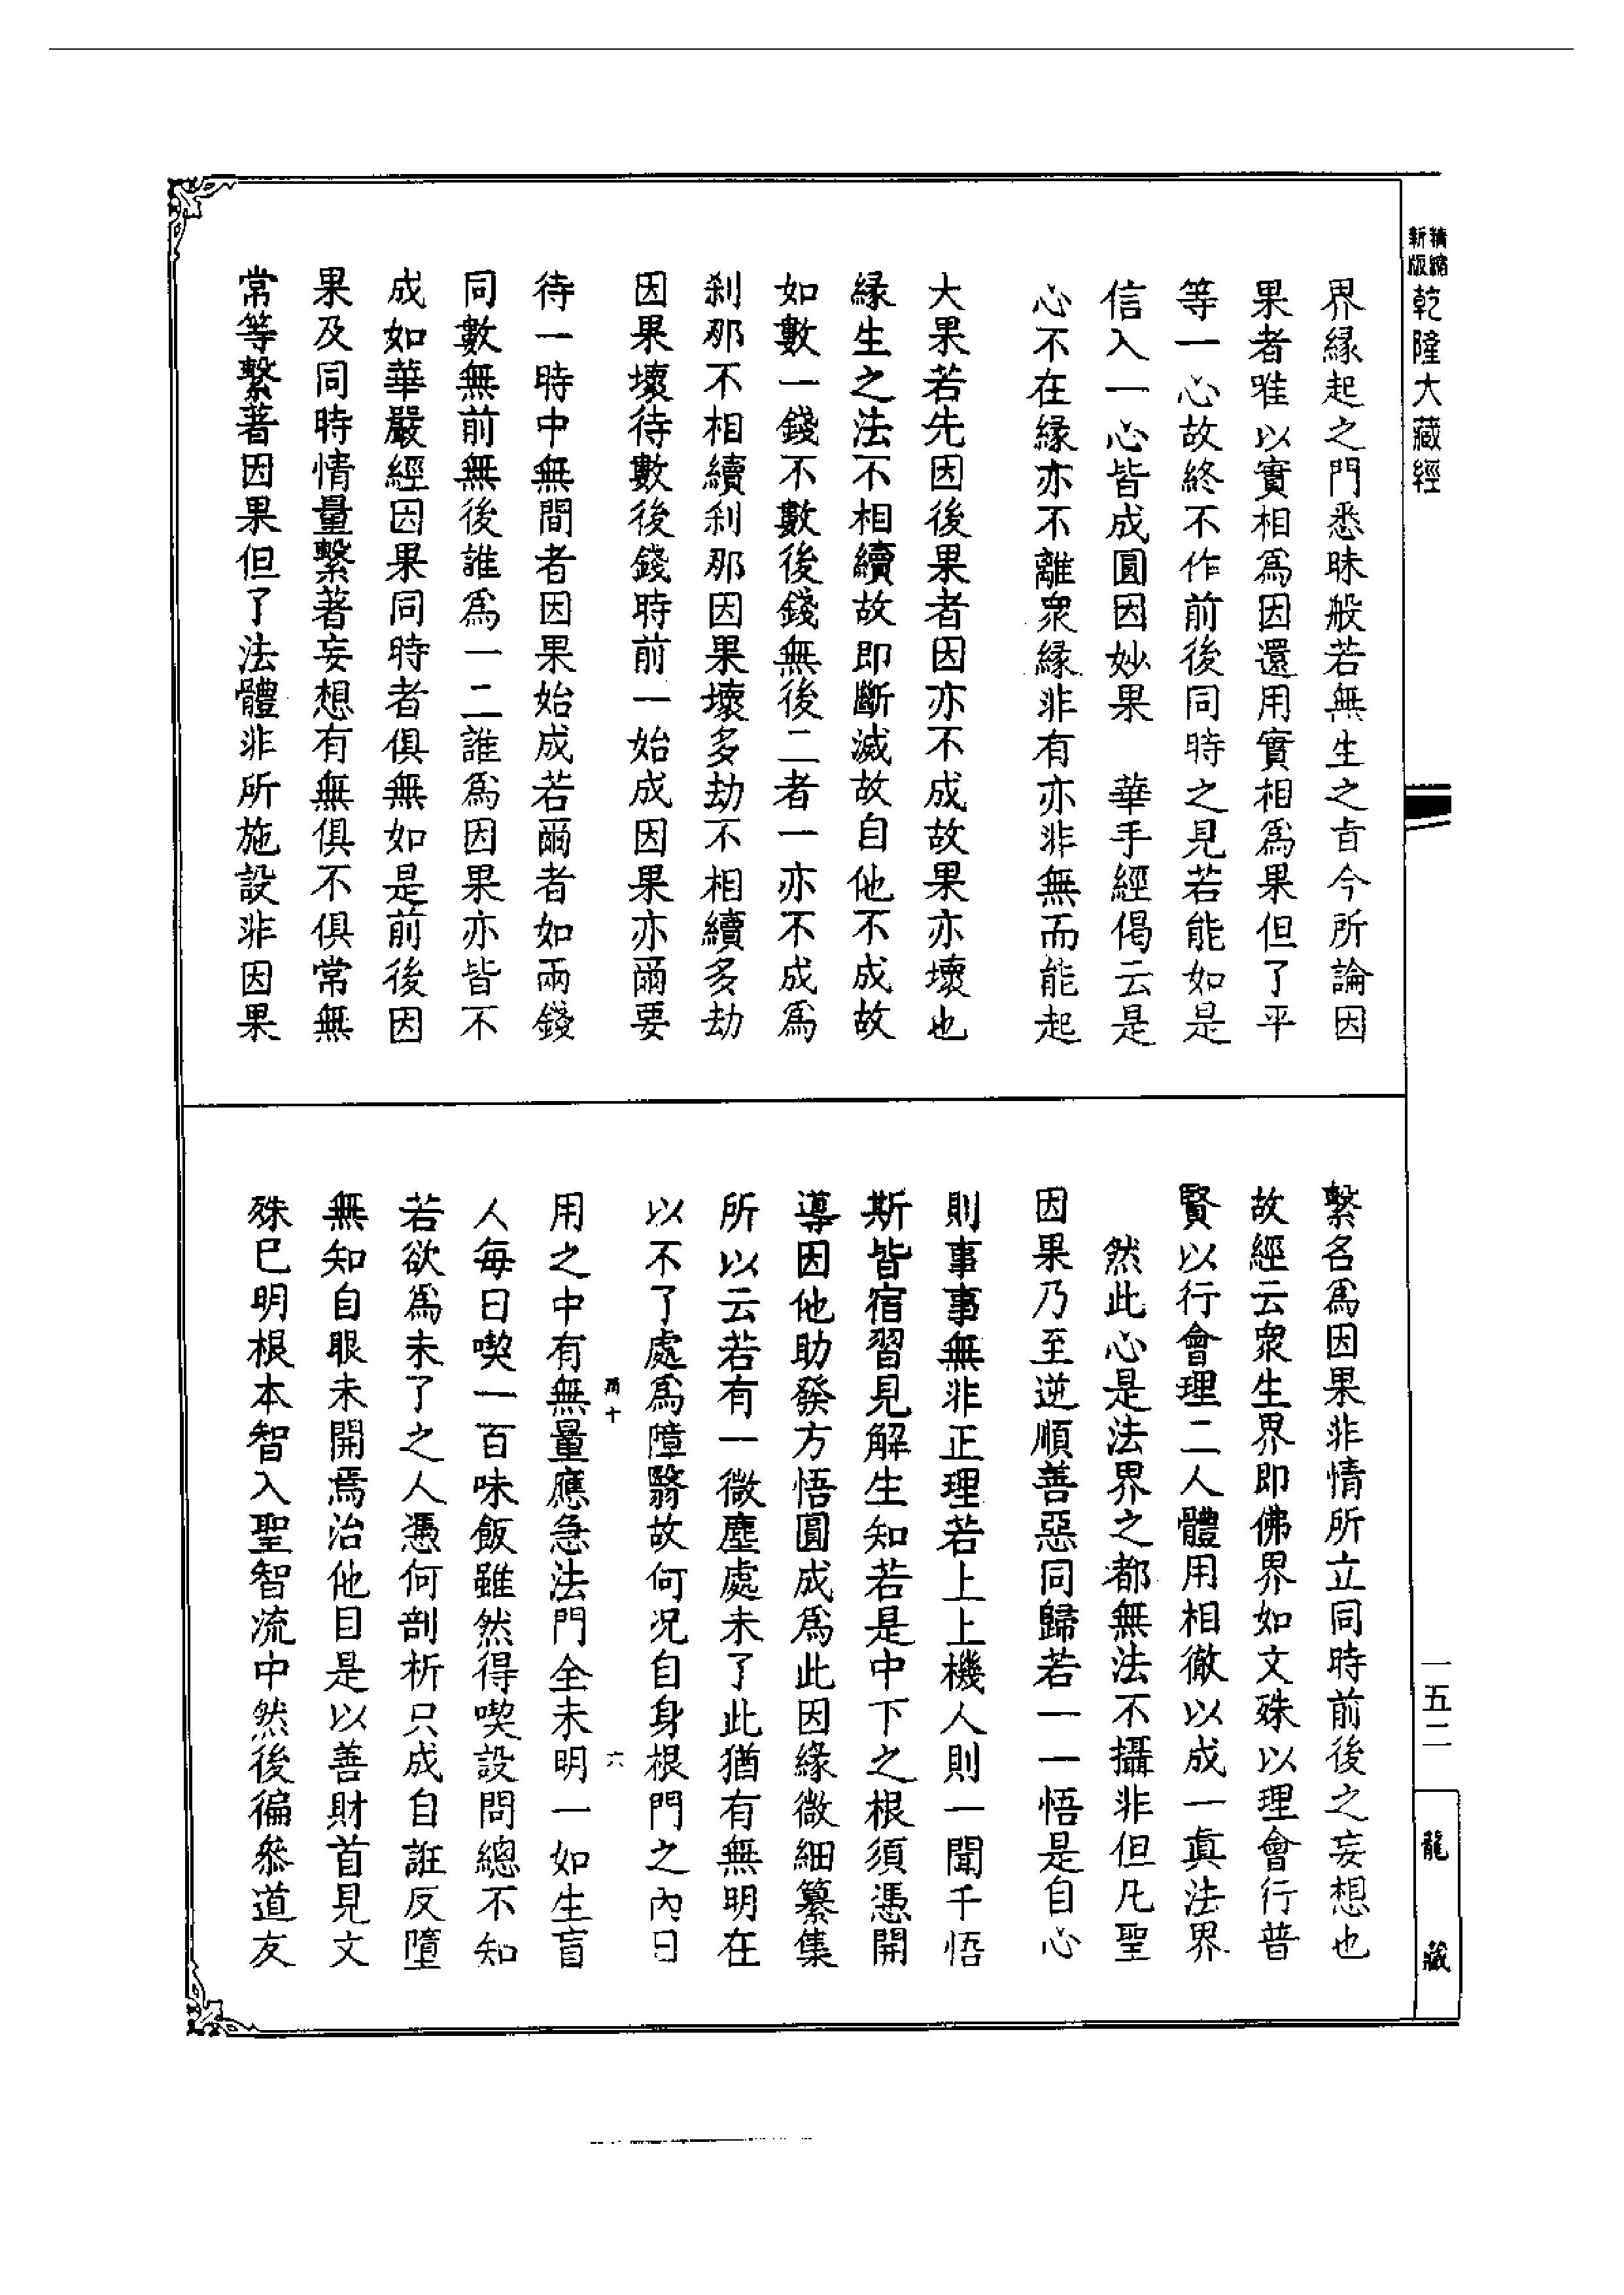 精縮
新版
乾隆大藏經
界緣起之門悉昧般若無生之㫖今所論因
果者唯以實相爲因還用實相爲果但了平
等一心故終不作前後同時之見若能如是
信入一心皆成圓因妙果　華手經偈云是
心不在緣亦不離衆緣非有亦非無而能起
大果若先因後果者因亦不成故果亦壞也
緣生之法不相續故即斷滅故自他不成故
如數一錢不數後錢無後二者一亦不成爲
刹那不相續刹那因果壞多劫不相續多劫
因果壞待數後錢時前一始成因果亦爾要
待一時中無間者因果始成若爾者如兩錢
同數無前無後誰爲一二誰爲因果亦皆不
成如華嚴經因果同時者俱無如是前後因
果及同時情量繫著妄想有無俱不俱常無
常等繫著因果但了法體非所施設非因果
繫名爲因果非情所立同時前後之妄想也
故經云衆生界即佛界如文殊以理會行普
賢以行會理二人體用相徹以成一眞法界
然此心是法界之都無法不攝非但凡聖
因果乃至逆順善惡同歸若一一悟是自心
則事事無非正理若上上機人則一聞千悟
斯皆宿習見解生知若是中下之根須憑開
導因他助發方悟圓成爲此因緣微細纂集
所以云若有一微塵處未了此猶有無明在
以不了處爲障翳故何況自身根門之內日
用之中有無量應急法門全未明一如生盲
人每日喫一百味飯雖然得喫設問總不知
若欲爲未了之人憑何剖析只成自誑反墮
無知自眼未開焉治他目是以善財首見文
殊已明根本智入聖智流中然後徧叅道友
六
一五二
龍藏